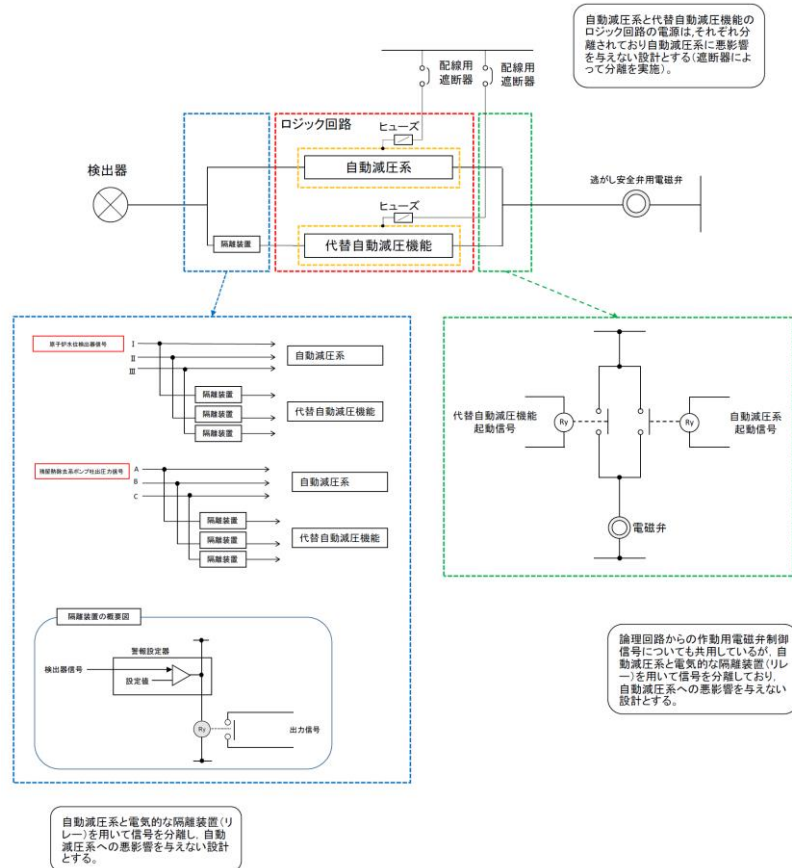 自動減圧系と代替自動減圧機能の
ロジック回路の電源は,それぞれ分
離されており自動減圧系に悪影響
を与えない設計とする(遮断器によ
って分離を実施)。
配線用
遮断器
配線用
遮断器
ロジック回路
ヒューズ
自動減圧系
検出器
逃がし安全弁用電磁弁
ヒューズ
隔離装置
代替自動減圧機能
原子炉水位検出器信号
Ⅰ
Ⅱ
Ⅲ
自動減圧系
隔離装置
隔離装置
隔離装置
代替自動減圧機能
残留熱除去系ポンプ吐出圧力信号
A
B
C
自動減圧系
隔離装置
隔離装置
隔離装置
代替自動減圧機能
隔離装置の概要図
警報設定器
検出器信号
設定値
Ry
出力信号
代替自動減圧機能
起動信号
Ry
Ry
自動減圧系
起動信号
電磁弁
論理回路からの作動用電磁弁制御
信号についても共用しているが, 自
動減圧系と電気的な隔離装置(リレ
ー)を用いて信号を分離しており,
自動減圧系への悪影響を与えない
設計とする。
自動減圧系と電気的な隔離装置(リ
レー)を用いて信号を分離し, 自動
減圧系への悪影響を与えない設計
とする。